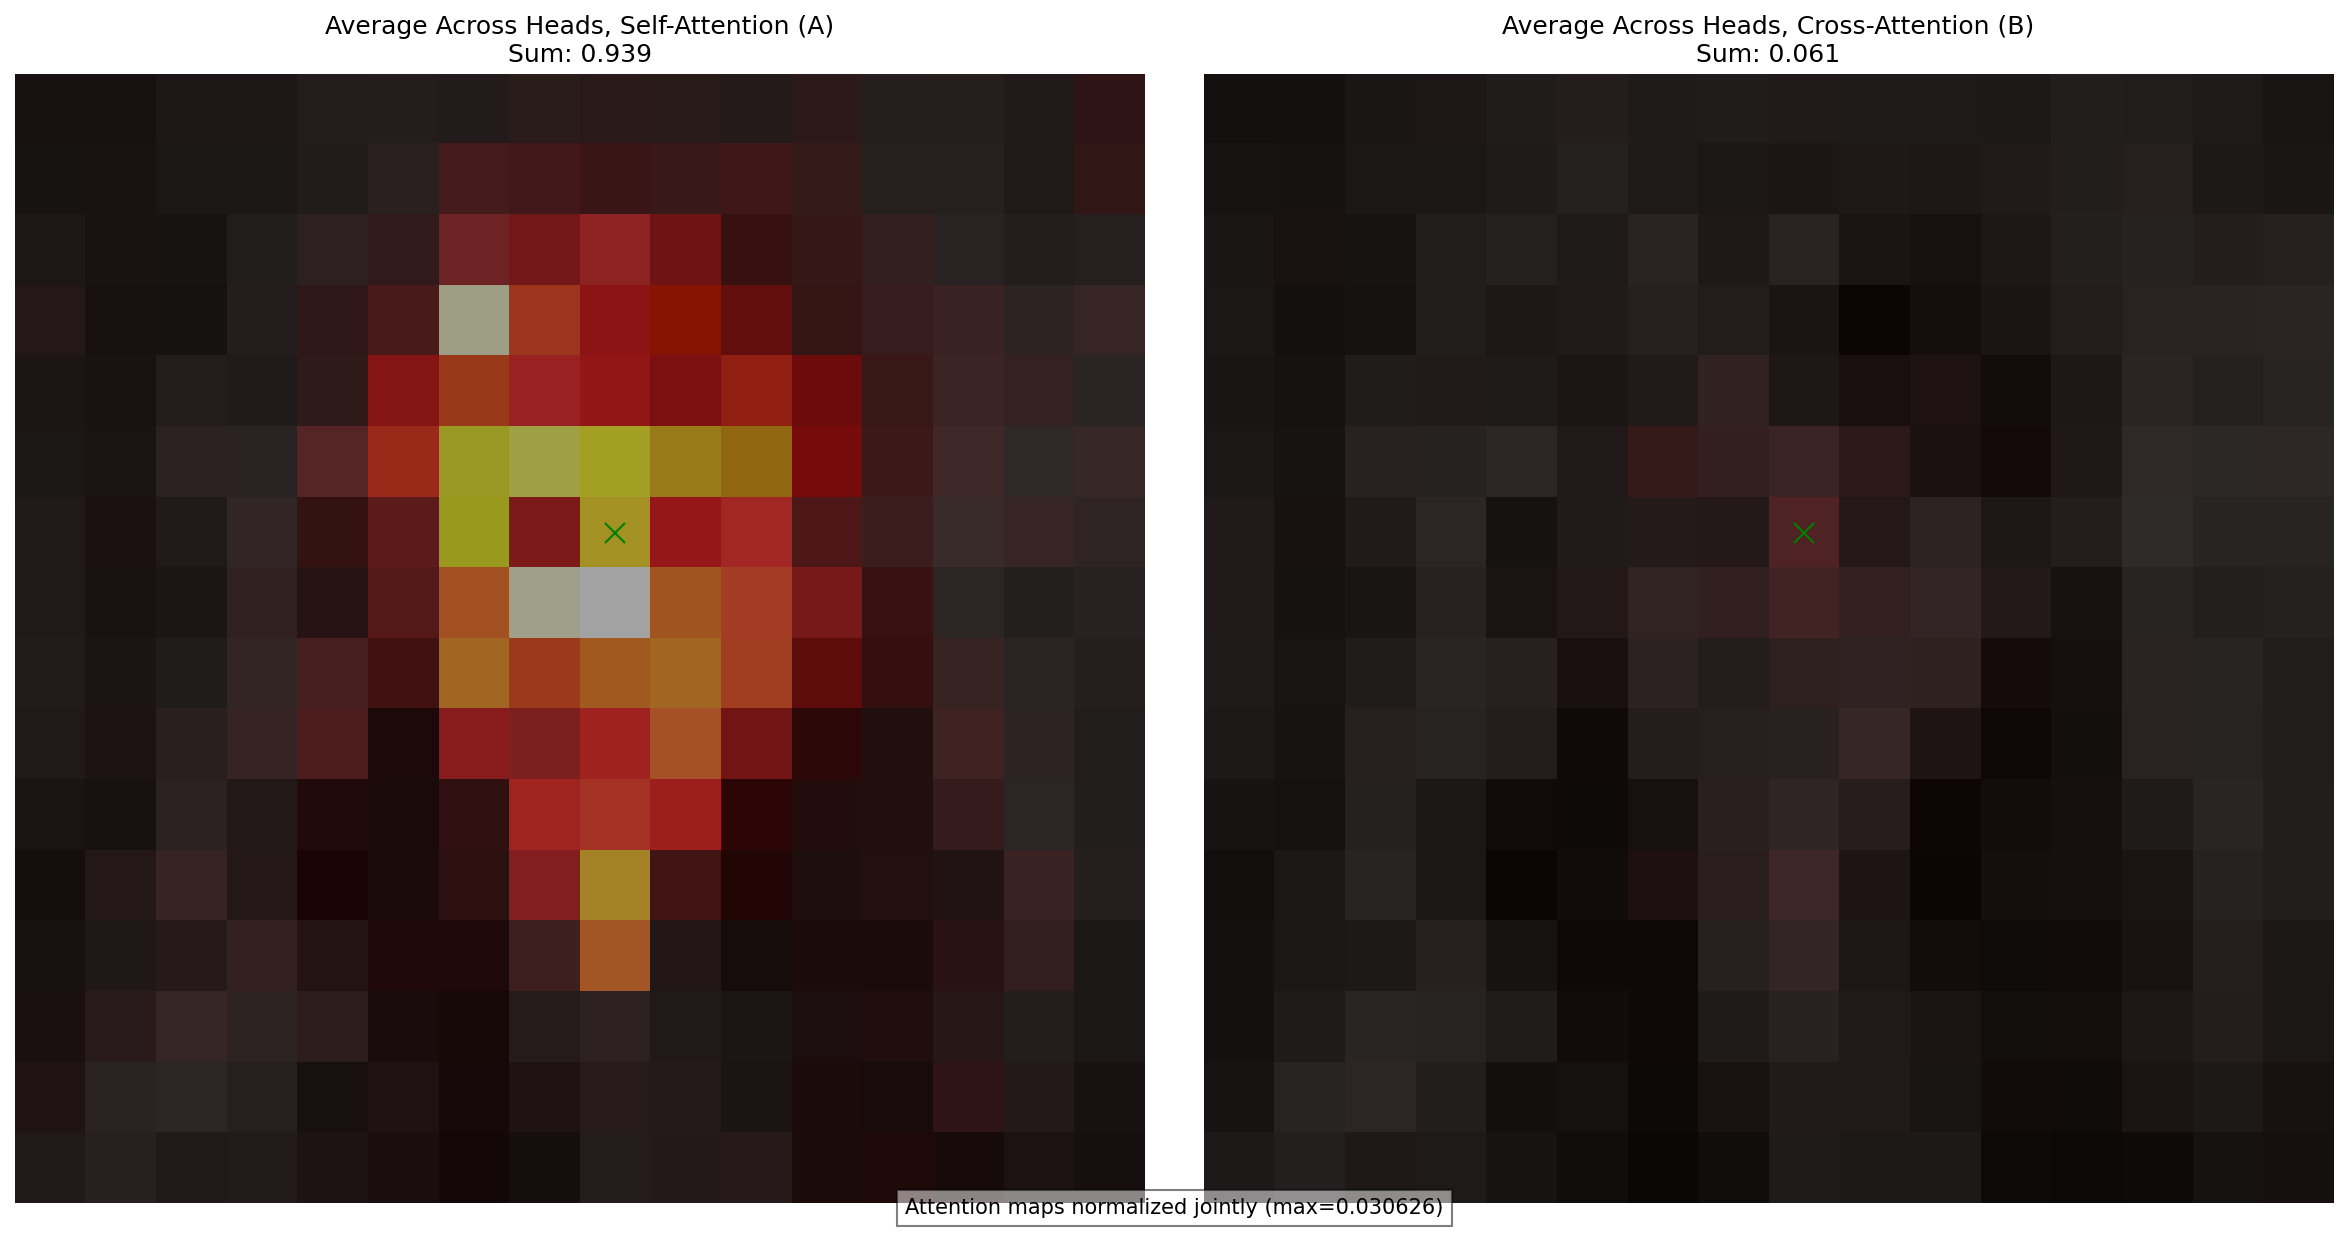 Average Across Heads, Self-Attention (A)
Sum: 0.939
Average Across Heads, Cross-Attention (B)
Sum: 0.061
Attention maps normalized jointly (max=0.030626)